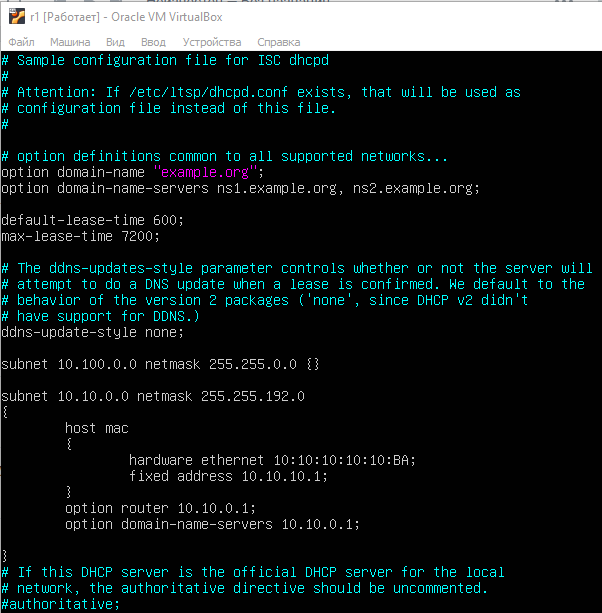 r1 [Работает] - Oracle VM VirtualBox
Файл Машина Вид Ввод Устройства Справка
# Sample configuration file for ISC dhcpd
#
# Attention: If /etc/ltsp/dhcpd.conf exists, that will be used as
# configuration file instead of this file.
#
# option definitions common to all supported networks...
option domain-name "example.org";
option domain-name-servers ns1.example.org, ns2.example.org;
default-lease-time 600;
max-lease-time 7200;
# The ddns-updates-style parameter controls whether or not the server will
# attempt to do a DNS update when a lease is confirmed. We default to the
# behavior of the version 2 packages ('none', since DHCP v2 didn't
# have support for DDNS.)
ddns-update-style none;
subnet 10.100.0.0 netmask 255.255.0.0 {}
subnet 10.10.0.0 netmask 255.255.192.0
{
host mac
{
hardware ethernet 10:10:10:10:10:BA;
fixed address 10.10.10.1;
}
option router 10.10.0.1;
option domain-name-servers 10.10.0.1;
}
# If this DHCP server is the official DHCP server for the local
# network, the authoritative directive should be uncommented.
#authoritative;